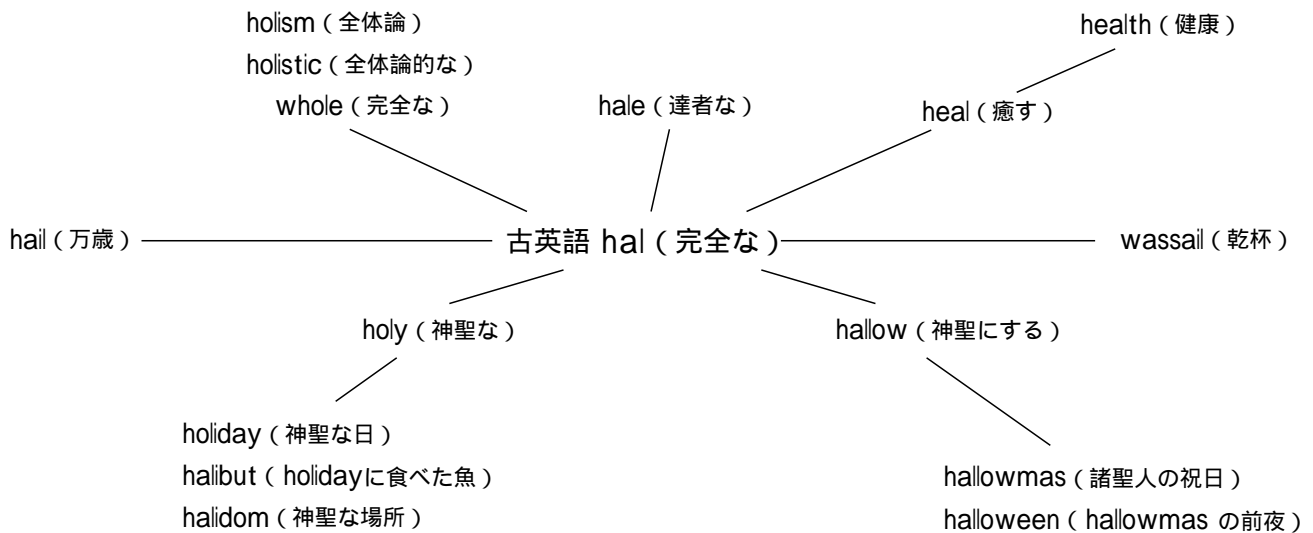 holism（全体論）
health（健康）
holistic（全体論的な）
whole（完全な）
hale（達者な）
heal（癒す）
hail（万歳）
古英語 hal（完全な）
wassail（乾杯）
holy（神聖な）
hallow（神聖にする）
holiday（神聖な日）
halibut（holidayに食べた魚）
halidom（神聖な場所）
hallowmas（諸聖人の祝日）
halloween（hallowmas の前夜）